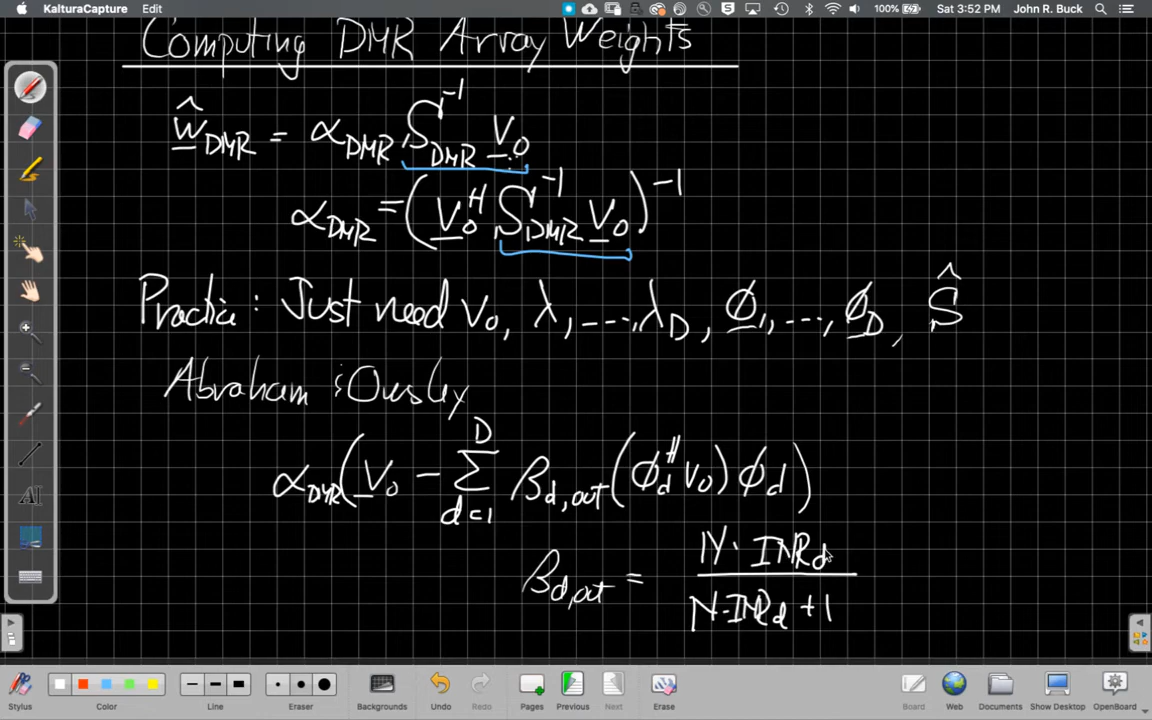 KalturaCapture Edit 100% Sat 3:52 PM John R. Buck
Computing DMR Array Weights
ŵ_DMR = α_DMR S_DMR^-1 v_0
α_DMR = (v_0^H S_DMR^-1 v_0)^-1
Practice: Just need v_0, λ_1, ---, λ_D, φ_1, ---, φ_D, Ŝ
Abraham & Owsley
α_DMR (v_0 - Σ_{d=1}^{D} β_{d,out} (φ_d^H v_0) φ_d)
β_{d,out} = N · INR_d / N · INR_d + 1
Stylus Color Line Eraser Backgrounds Undo Redo Pages Previous Next Erase Board Web Documents Show Desktop OpenBoard